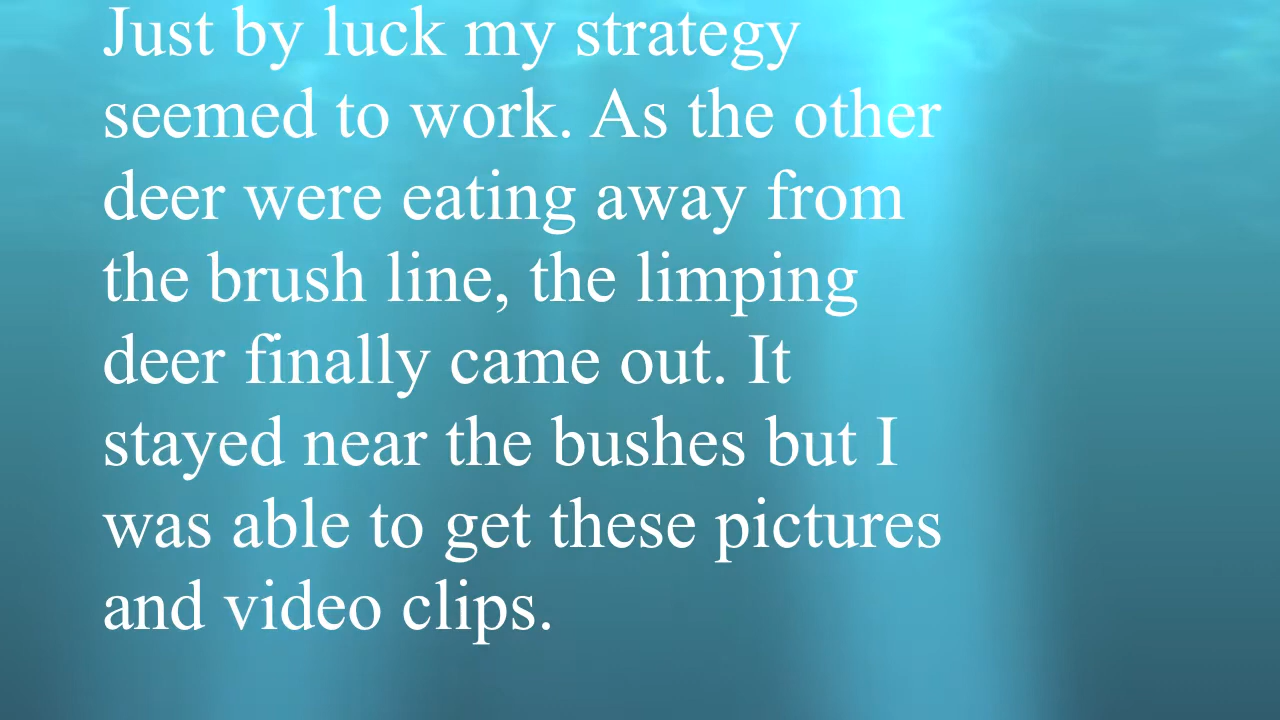 Just by luck my strategy
seemed to work. As the other
deer were eating away from
the brush line, the limping
deer finally came out. It
stayed near the bushes but I
was able to get these pictures
and video clips.